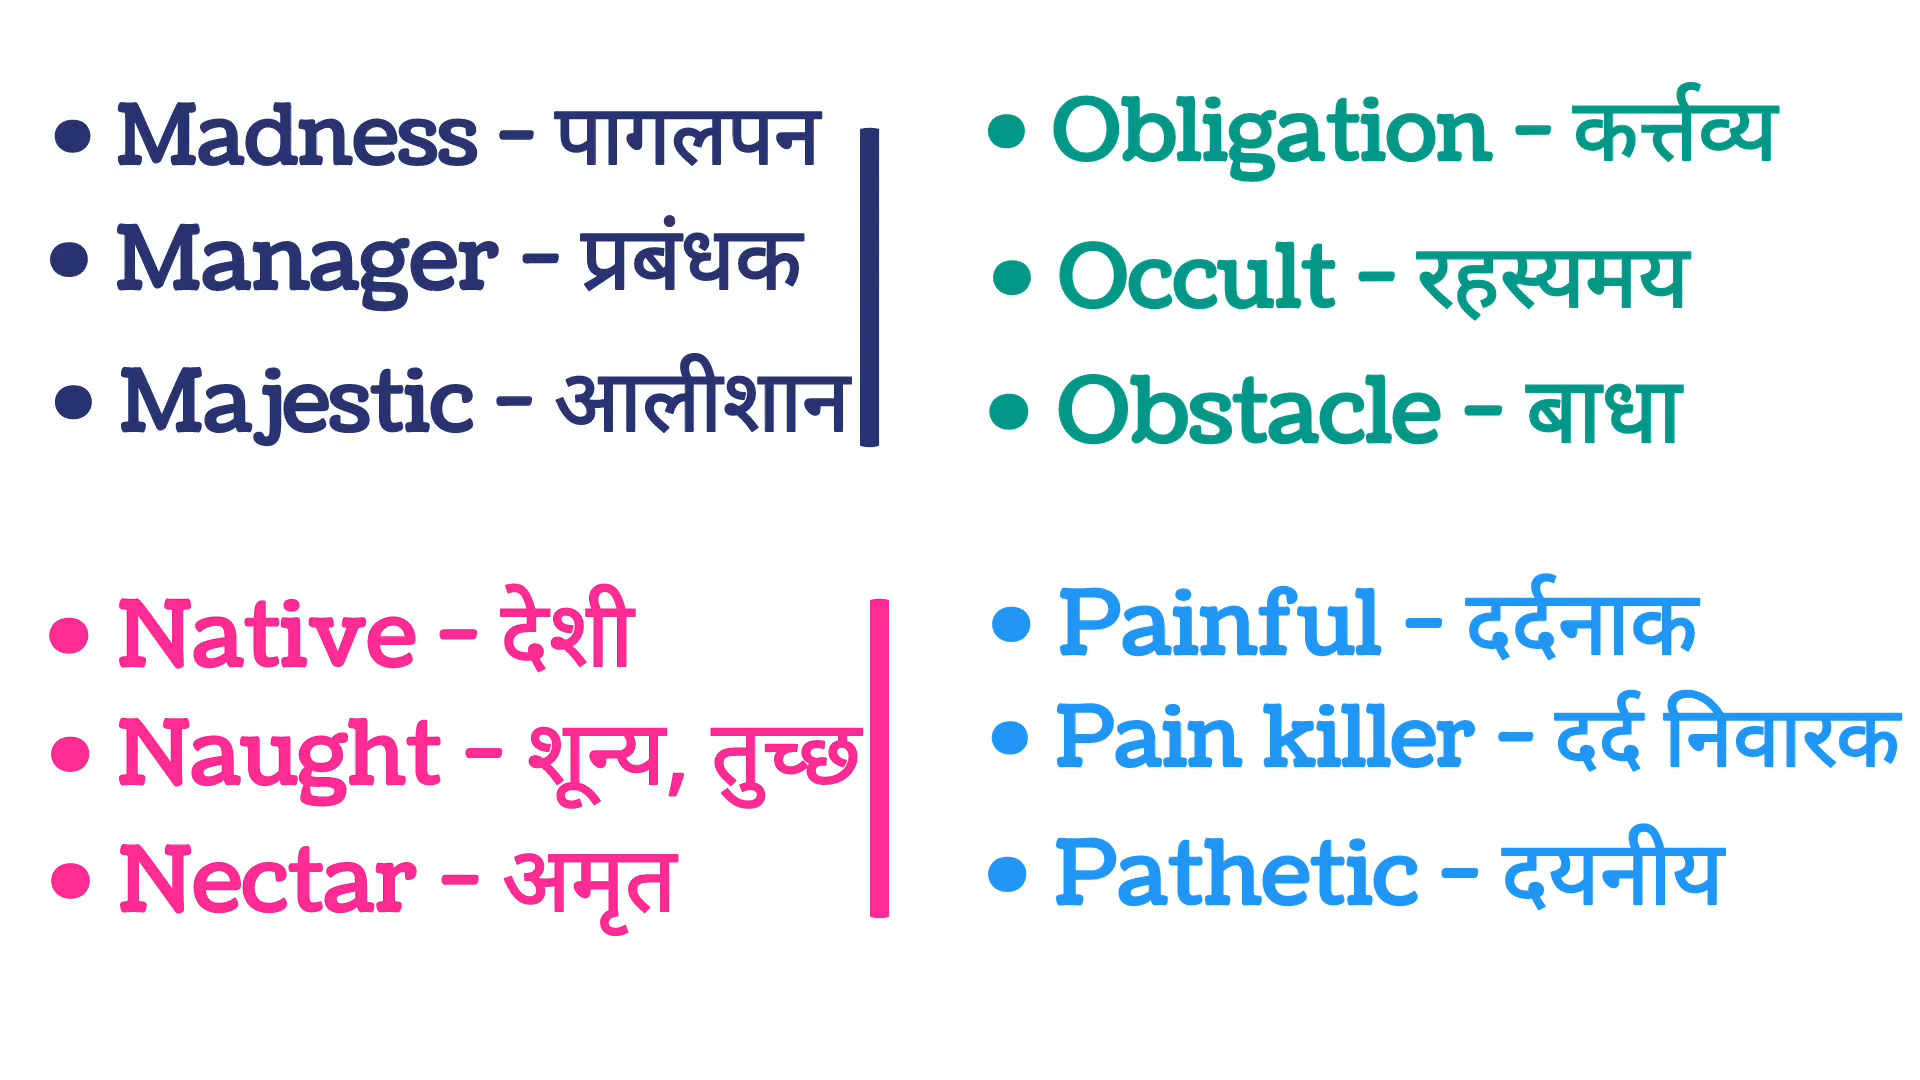 • Madness - पागलपन
• Manager - प्रबंधक
• Majestic - आलीशान
• Obligation - कर्त्तव्य
• Occult - रहस्यमय
• Obstacle - बाधा
• Native - देशी
• Naught - शून्य, तुच्छ
• Nectar - अमृत
• Painful - दर्दनाक
• Pain killer - दर्द निवारक
• Pathetic - दयनीय